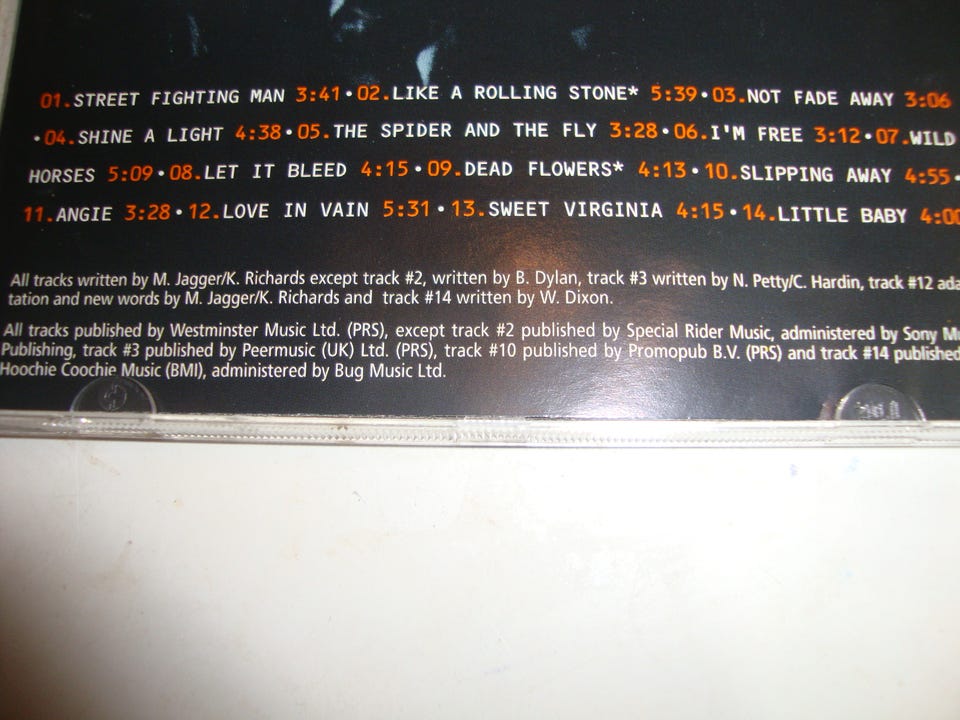 01.STREET FIGHTING MAN 3:41 • 02.LIKE A ROLLING STONE* 5:39 • 03.NOT FADE AWAY 3:06
• 04.SHINE A LIGHT 4:38 • 05.THE SPIDER AND THE FLY 3:28 • 06.I'M FREE 3:12 • 07.WILD
HORSES 5:09 • 08.LET IT BLEED 4:15 • 09.DEAD FLOWERS* 4:13 • 10.SLIPPING AWAY 4:55 •
11.ANGIE 3:28 • 12.LOVE IN VAIN 5:31 • 13.SWEET VIRGINIA 4:15 • 14.LITTLE BABY 4:00
All tracks written by M. Jagger/K. Richards except track #2, written by B. Dylan, track #3 written by N. Petty/C. Hardin, track #12 ada
tation and new words by M. Jagger/K. Richards and track #14 written by W. Dixon.
All tracks published by Westminster Music Ltd. (PRS), except track #2 published by Special Rider Music, administered by Sony Mu
Publishing, track #3 published by Peermusic (UK) Ltd. (PRS), track #10 published by Promopub B.V. (PRS) and track #14 published
Hoochie Coochie Music (BMI), administered by Bug Music Ltd.